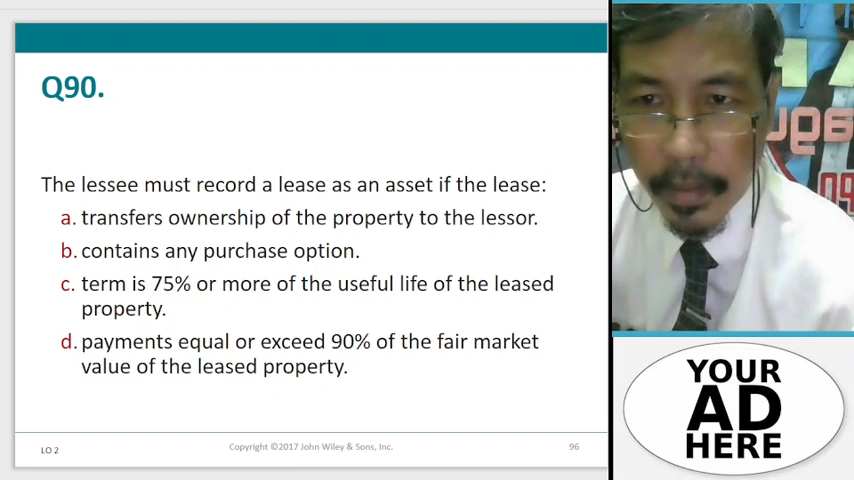 Q90.
The lessee must record a lease as an asset if the lease:
a. transfers ownership of the property to the lessor.
b. contains any purchase option.
c. term is 75% or more of the useful life of the leased
property.
d. payments equal or exceed 90% of the fair market
value of the leased property.
LO 2
Copyright ©2017 John Wiley & Sons, Inc.
96
YOUR
AD
HERE